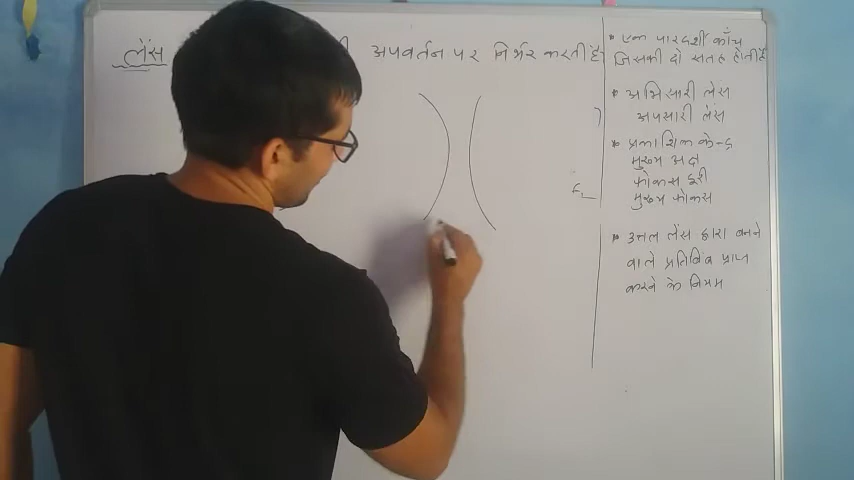 लेंस
अपवर्तन पर निर्भर करती है
• एक पारदर्शी काँच
जिसकी दो सतह होती हैं
• अभिसारी लेंस
अपसारी लेंस
• प्रकाशिक केन्द्र
मुख्य अक्ष
फोकस दूरी
मुख्य फोकस
• उत्तल लेंस द्वारा बनने
वाले प्रतिबिंब प्राप्त
करने के नियम